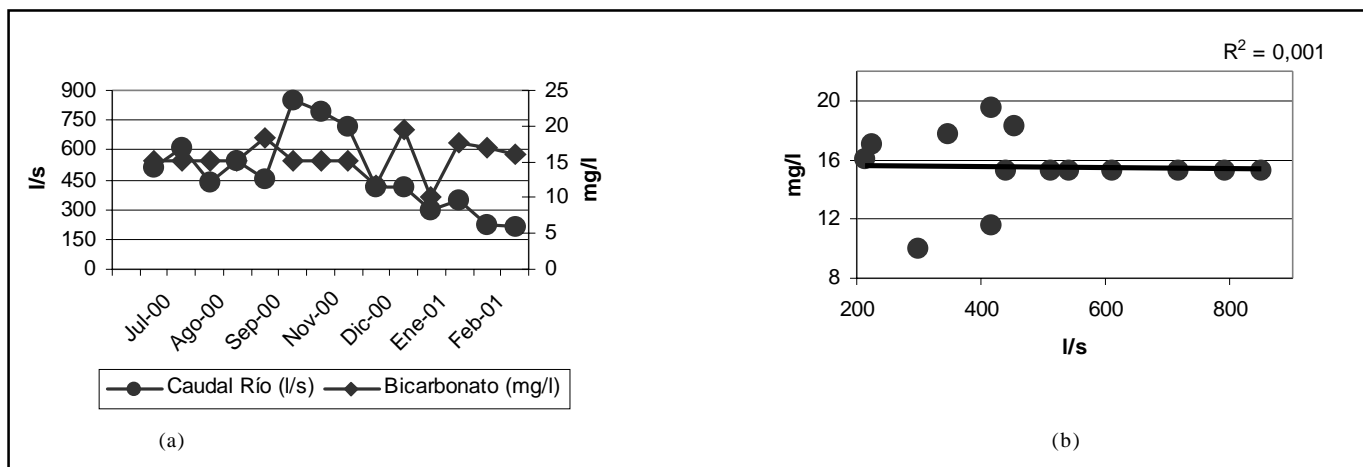 900
750
600
450
300
150
0
l/s
25
20
15
10
5
0
mg/l
Jul-00
Ago-00
Sep-00
Nov-00
Dic-00
Ene-01
Feb-01
Caudal Río (l/s)
Bicarbonato (mg/l)
(a)
R² = 0,001
20
16
12
8
mg/l
200
400
600
800
l/s
(b)